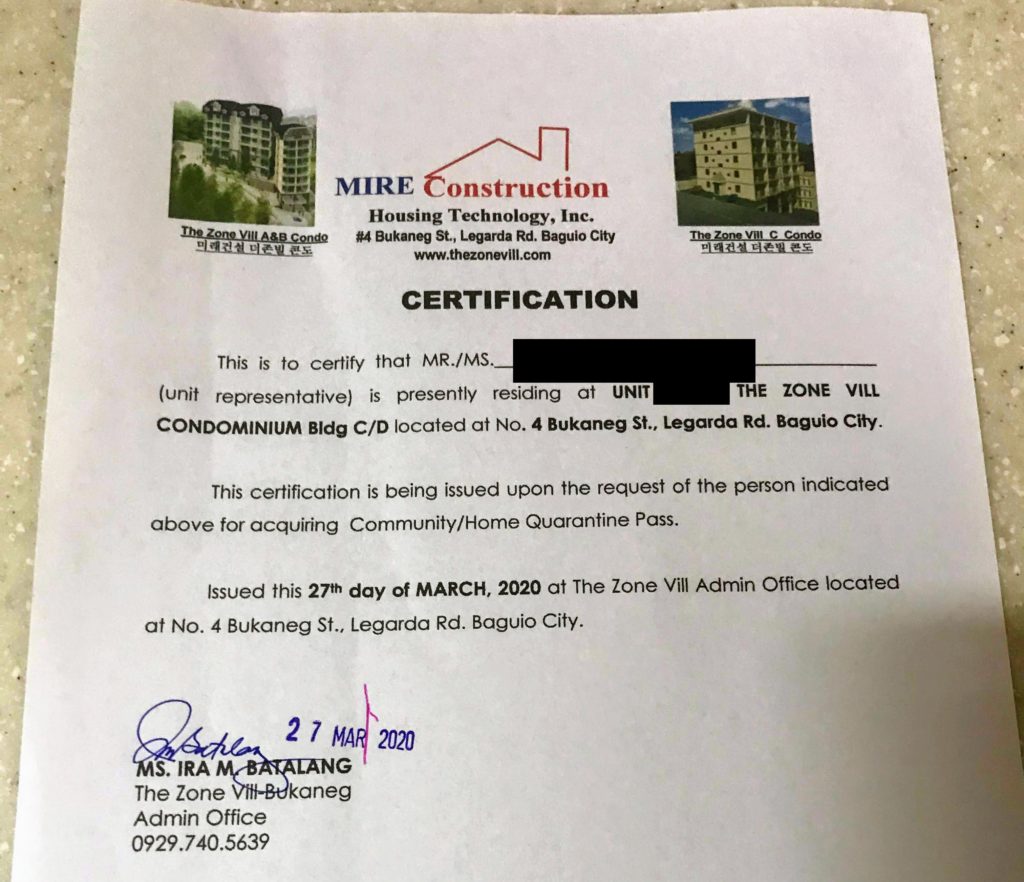 MIRE Construction
Housing Technology, Inc.
#4 Bukaneg St., Legarda Rd. Baguio City
www.thezonevill.com
The Zone Vill A&B Condo
미래건설 더존빌 콘도
The Zone Vill C Condo
미래건설 더존빌 콘도
CERTIFICATION
This is to certify that MR./MS.
(unit representative) is presently residing at UNIT THE ZONE VILL
CONDOMINIUM Bldg C/D located at No. 4 Bukaneg St., Legarda Rd. Baguio City.
This certification is being issued upon the request of the person indicated
above for acquiring Community/Home Quarantine Pass.
Issued this 27th day of MARCH, 2020 at The Zone Vill Admin Office located
at No. 4 Bukaneg St., Legarda Rd. Baguio City.
27 MAR 2020
MS. IRA M. BATALANG
The Zone Vill-Bukaneg
Admin Office
0929.740.5639